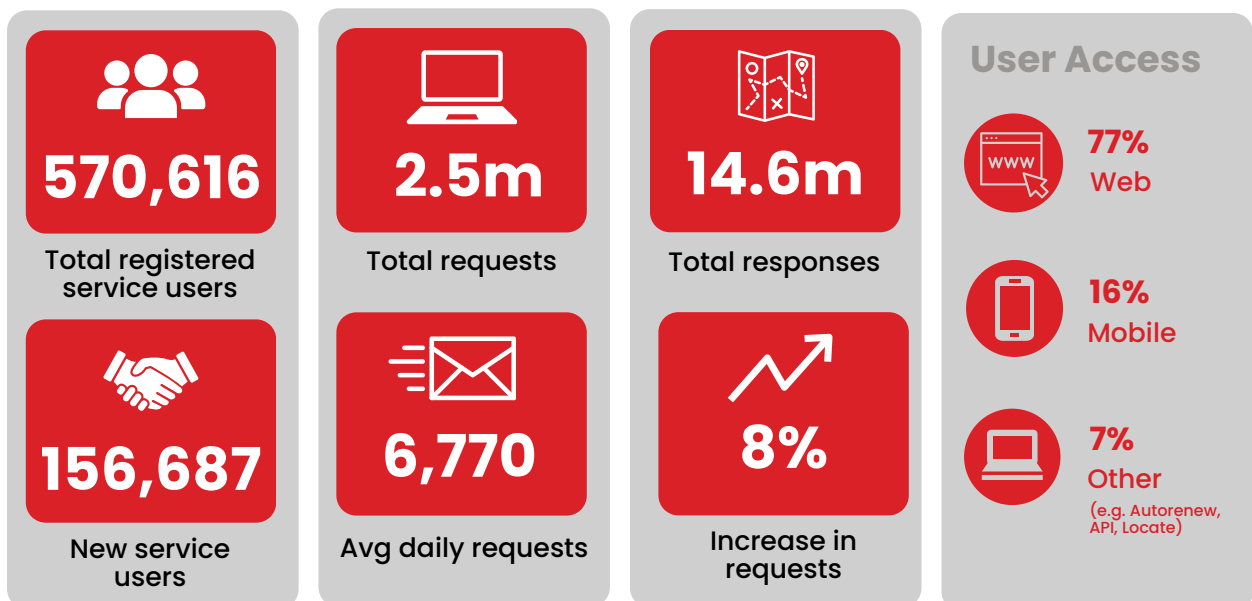 570,616
Total registered
service users
156,687
New service
users
2.5m
Total requests
6,770
Avg daily requests
14.6m
Total responses
8%
Increase in
requests
User Access
www
77%
Web
16%
Mobile
7%
Other
(e.g. Autorenew,
API, Locate)